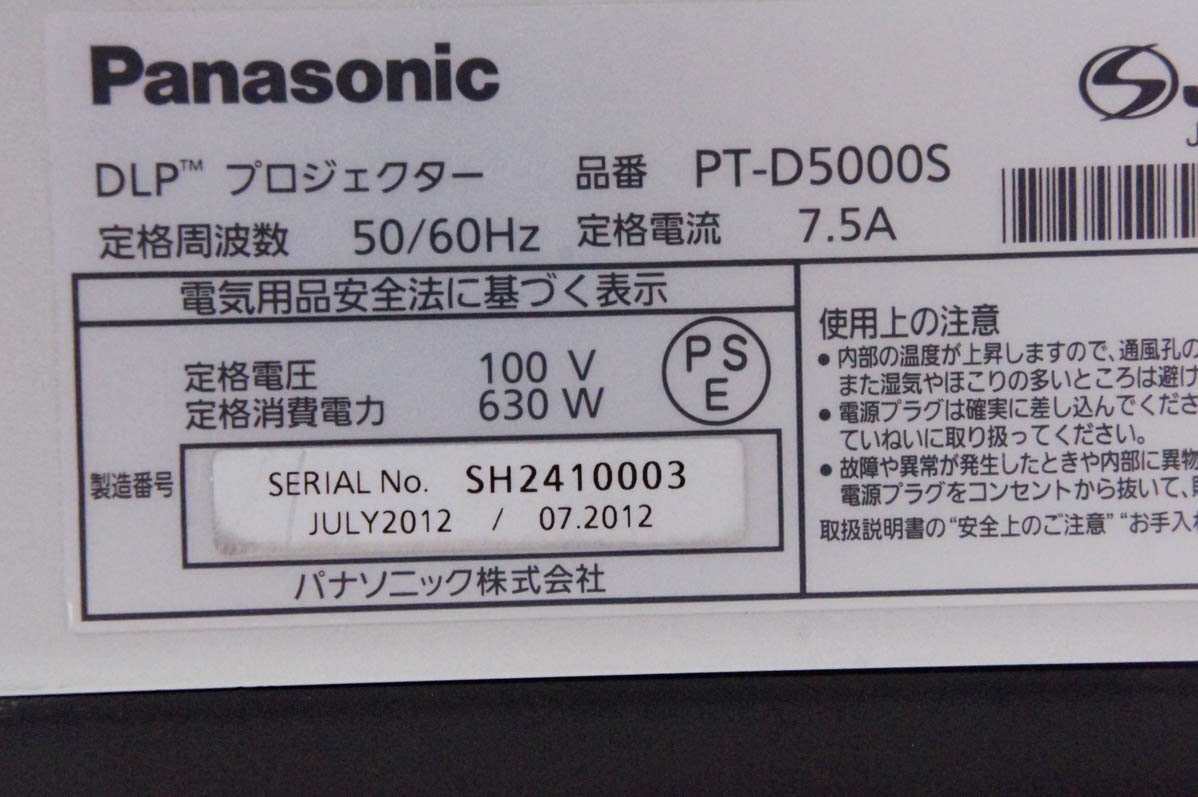 Panasonic
DLP™ プロジェクター 品番 PT-D5000S
定格周波数 50/60Hz 定格電流 7.5A
電気用品安全法に基づく表示
定格電圧 100 V
定格消費電力 630 W
PS
E
製造番号
SERIAL No. SH2410003
JULY2012 / 07.2012
パナソニック株式会社
使用上の注意
●内部の温度が上昇しますので、通風孔の
また湿気やほこりの多いところは避け
●電源プラグは確実に差し込んでくださ
ていねいに取り扱ってください。
●故障や異常が発生したときや内部に異物
電源プラグをコンセントから抜いて、
取扱説明書の“安全上のご注意”“お手入